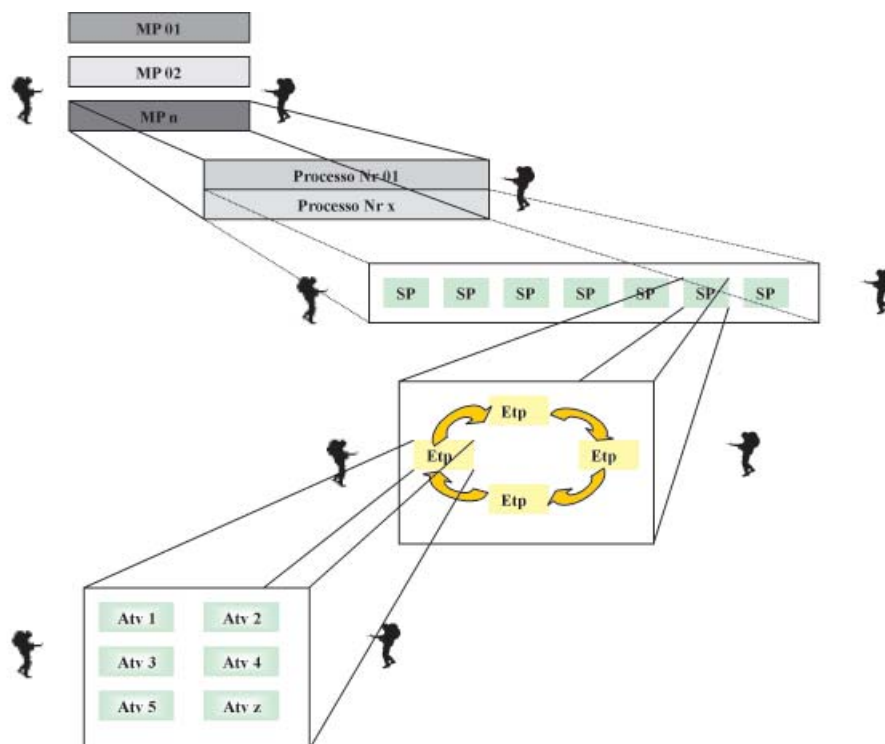 MP 01
MP 02
MP n
Processo Nr 01
Processo Nr x
SP SP SP SP SP SP SP
Etp
Etp Etp
Etp
Atv 1 Atv 2
Atv 3 Atv 4
Atv 5 Atv z